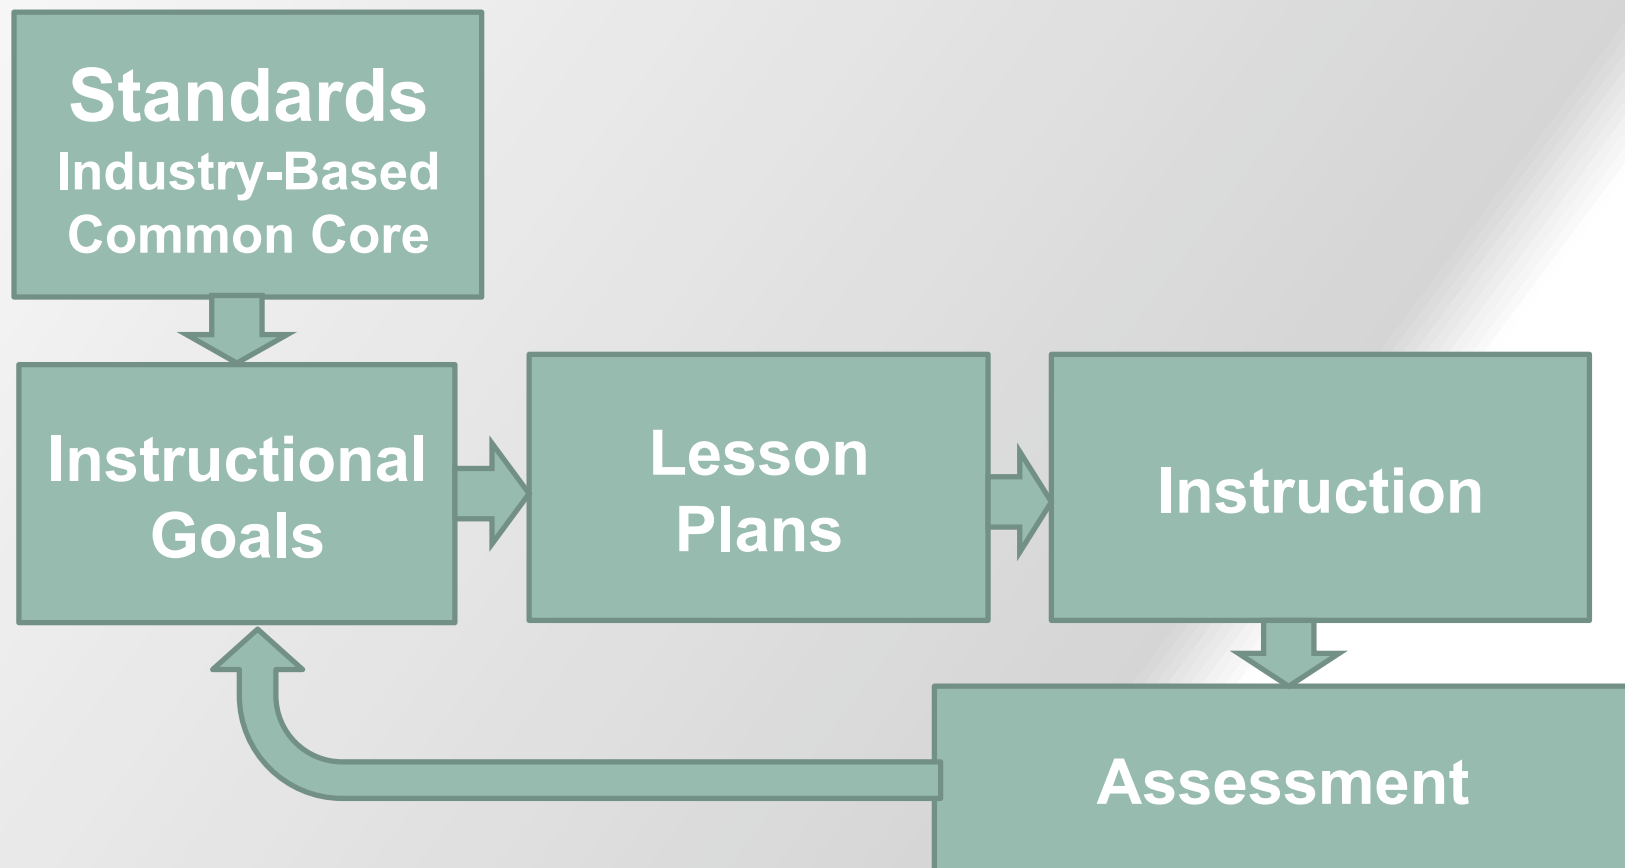 Standards
Industry-Based
Common Core
Instructional
Goals
Lesson
Plans
Instruction
Assessment